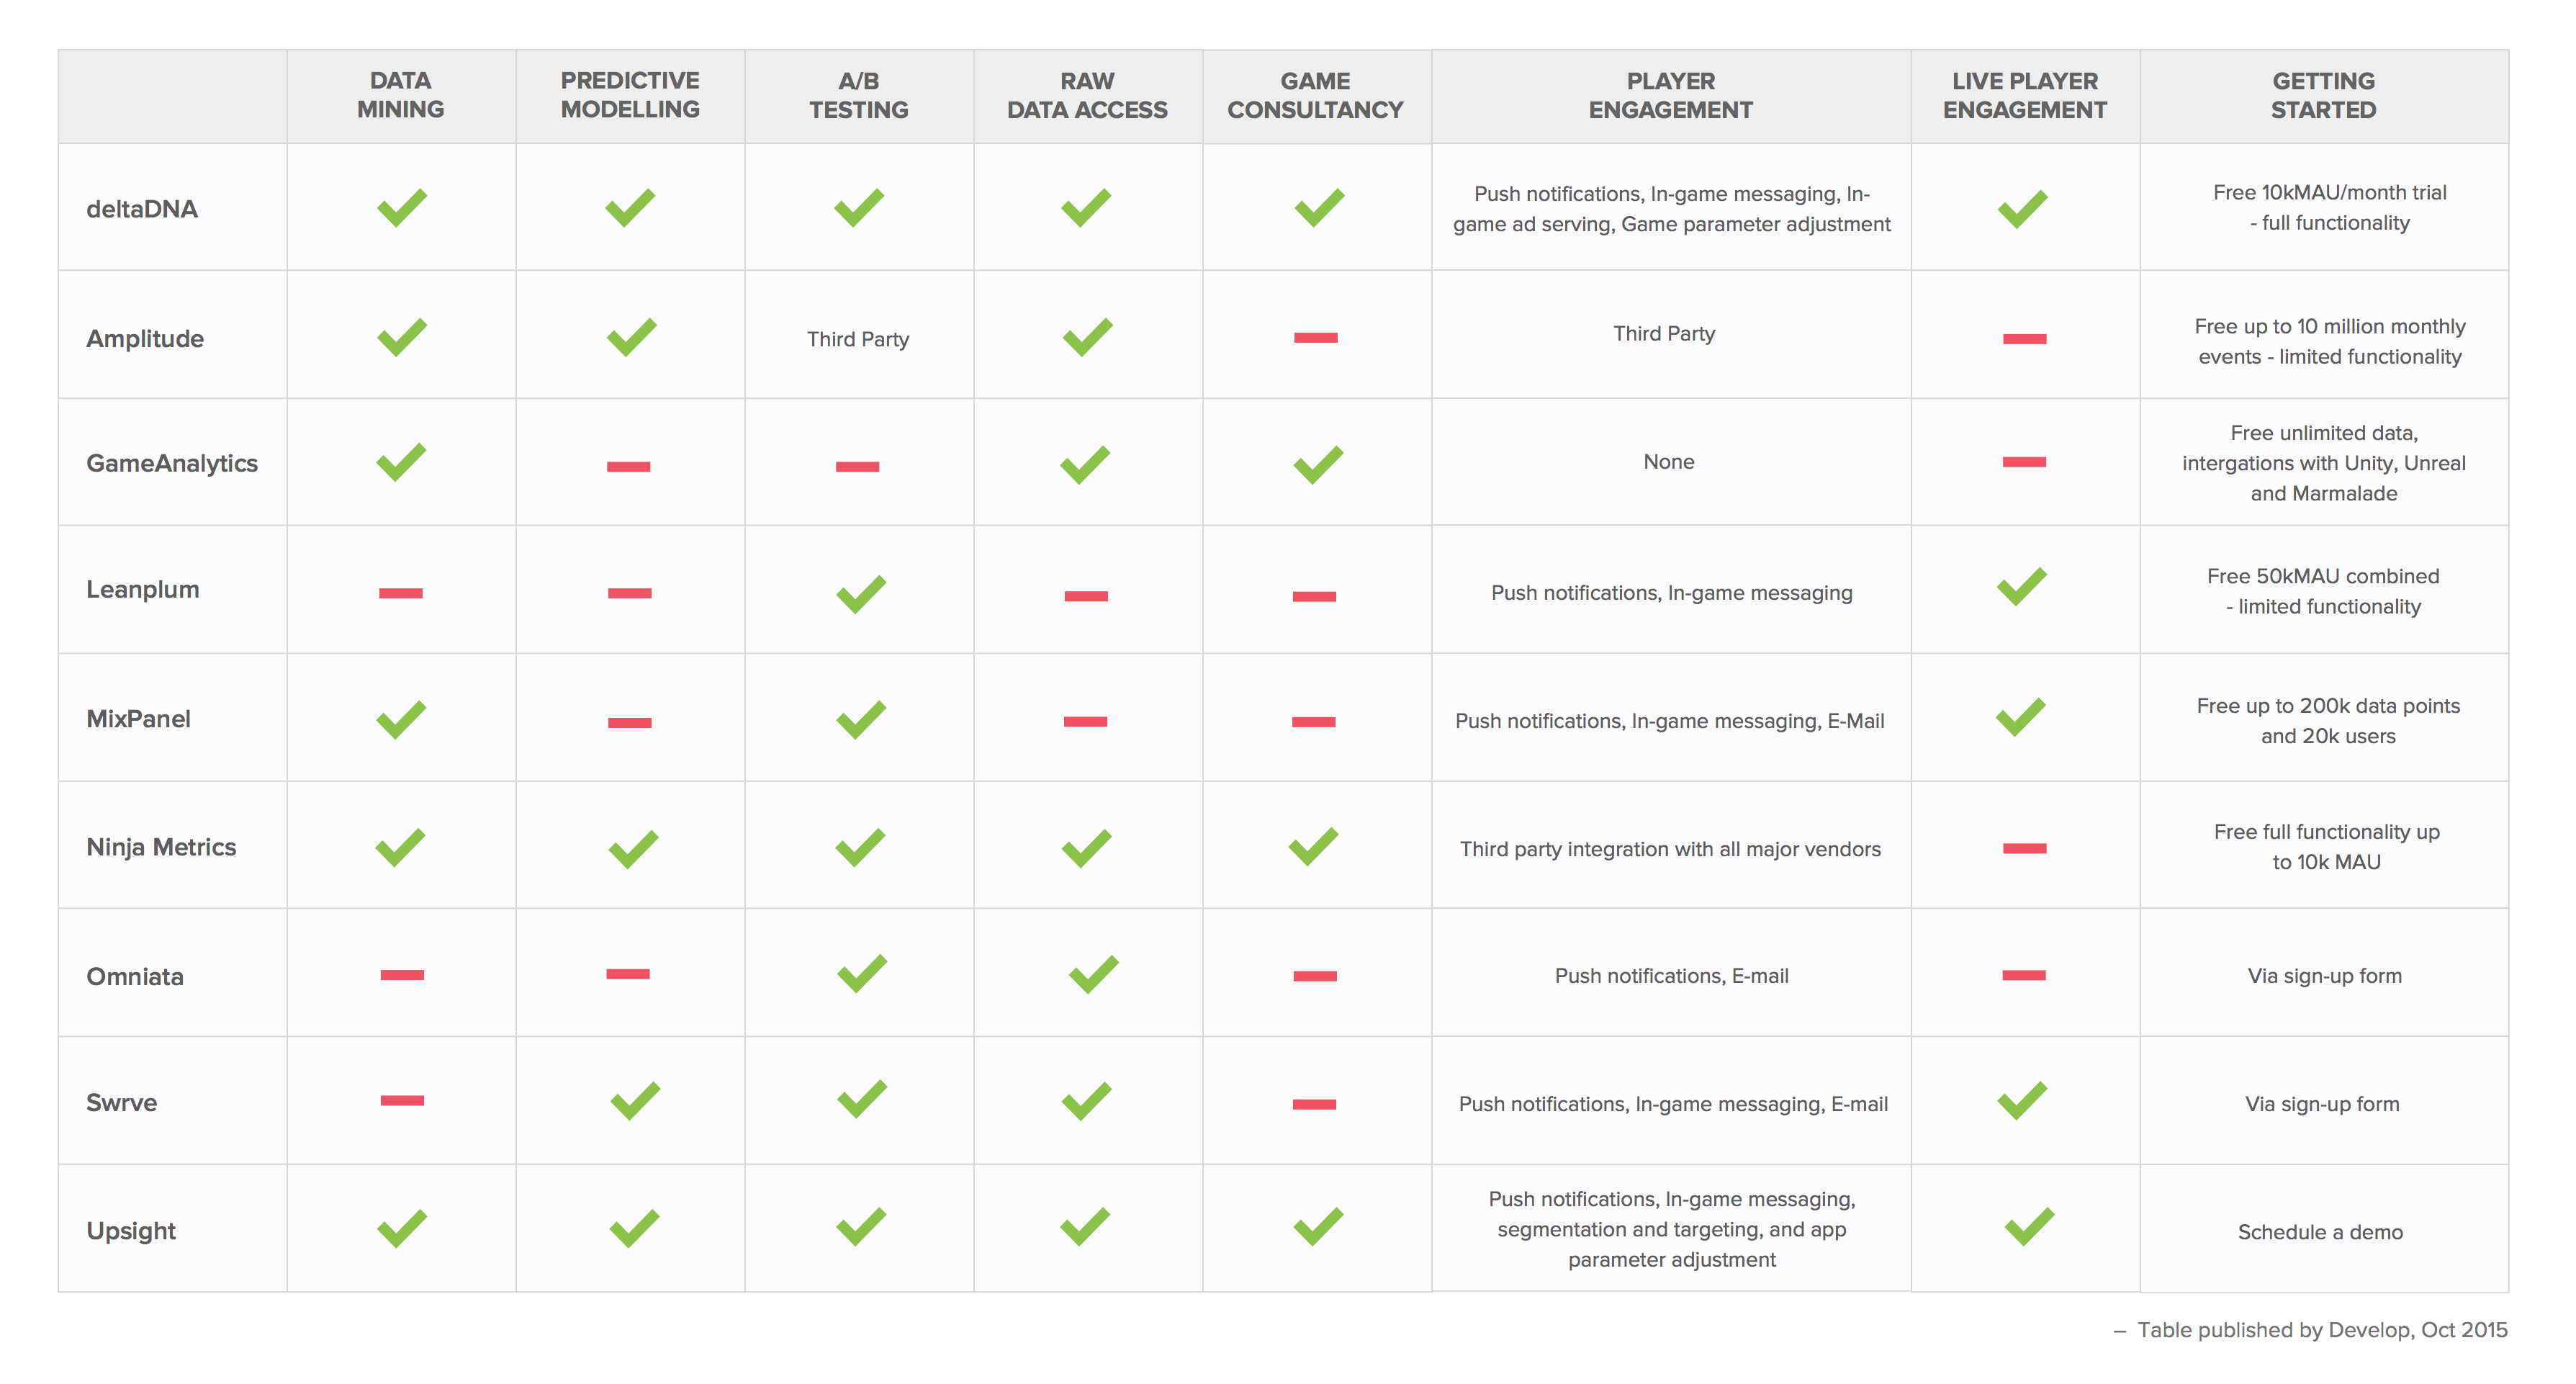 DATA
MINING
PREDICTIVE
MODELLING
A/B
TESTING
RAW
DATA ACCESS
GAME
CONSULTANCY
PLAYER
ENGAGEMENT
LIVE PLAYER
ENGAGEMENT
GETTING
STARTED
deltaDNA
Push notifications, In-game messaging, In-
game ad serving, Game parameter adjustment
Free 10kMAU/month trial
- full functionality
Amplitude
Third Party
Third Party
Free up to 10 million monthly
events - limited functionality
GameAnalytics
None
Free unlimited data,
intergations with Unity, Unreal
and Marmalade
Leanplum
Push notifications, In-game messaging
Free 50kMAU combined
- limited functionality
MixPanel
Push notifications, In-game messaging, E-Mail
Free up to 200k data points
and 20k users
Ninja Metrics
Third party integration with all major vendors
Free full functionality up
to 10k MAU
Omniata
Push notifications, E-mail
Via sign-up form
Swrve
Push notifications, In-game messaging, E-mail
Via sign-up form
Upsight
Push notifications, In-game messaging,
segmentation and targeting, and app
parameter adjustment
Schedule a demo
– Table published by Develop, Oct 2015